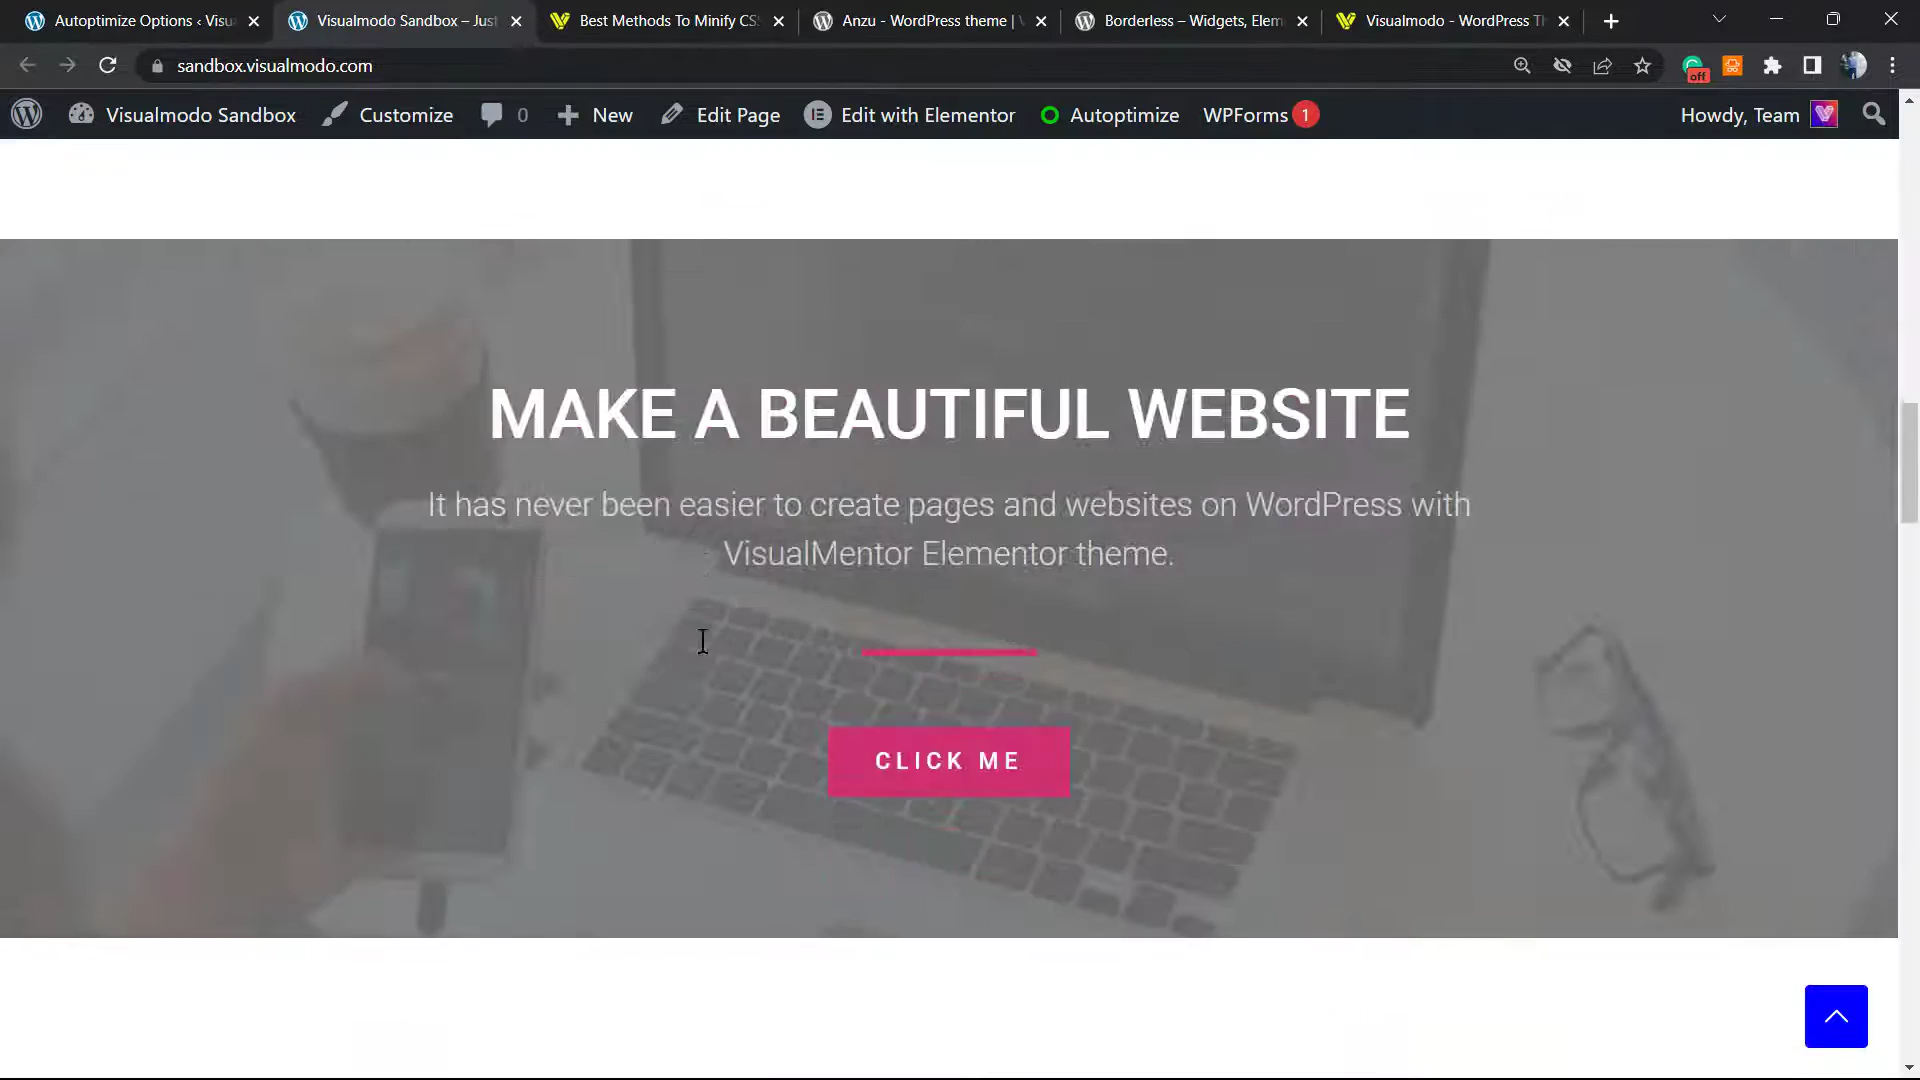 Autoptimize Options ‹ Visu
Visualmodo Sandbox – Just
Best Methods To Minify CSS
Anzu - WordPress theme | V
Borderless – Widgets, Elem
Visualmodo - WordPress Th
sandbox.visualmodo.com
off
Visualmodo Sandbox
Customize
0
New
Edit Page
Edit with Elementor
Autoptimize
WPForms 1
Howdy, Team
MAKE A BEAUTIFUL WEBSITE
It has never been easier to create pages and websites on WordPress with
VisualMentor Elementor theme.
CLICK ME